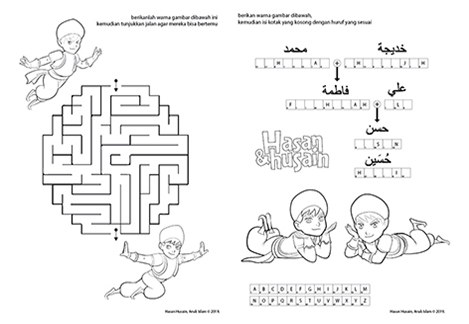 berikanlah warna gambar dibawah ini
kemudian tunjukkan jalan agar mereka bisa bertemu
Hasan Husain, Anak Islam © 2019.
berikan warna gambar dibawah,
kemudian isi kotak yang kosong dengan huruf yang sesuai
محمد خديجة
H A J H
فاطمة علي
F H A H L
حسن
S N
حُسَين
H I
Hasan
& husain
A B C D E F G H I J K L M
N O P Q R S T U V W X Y Z
Hasan Husain, Anak Islam © 2019.